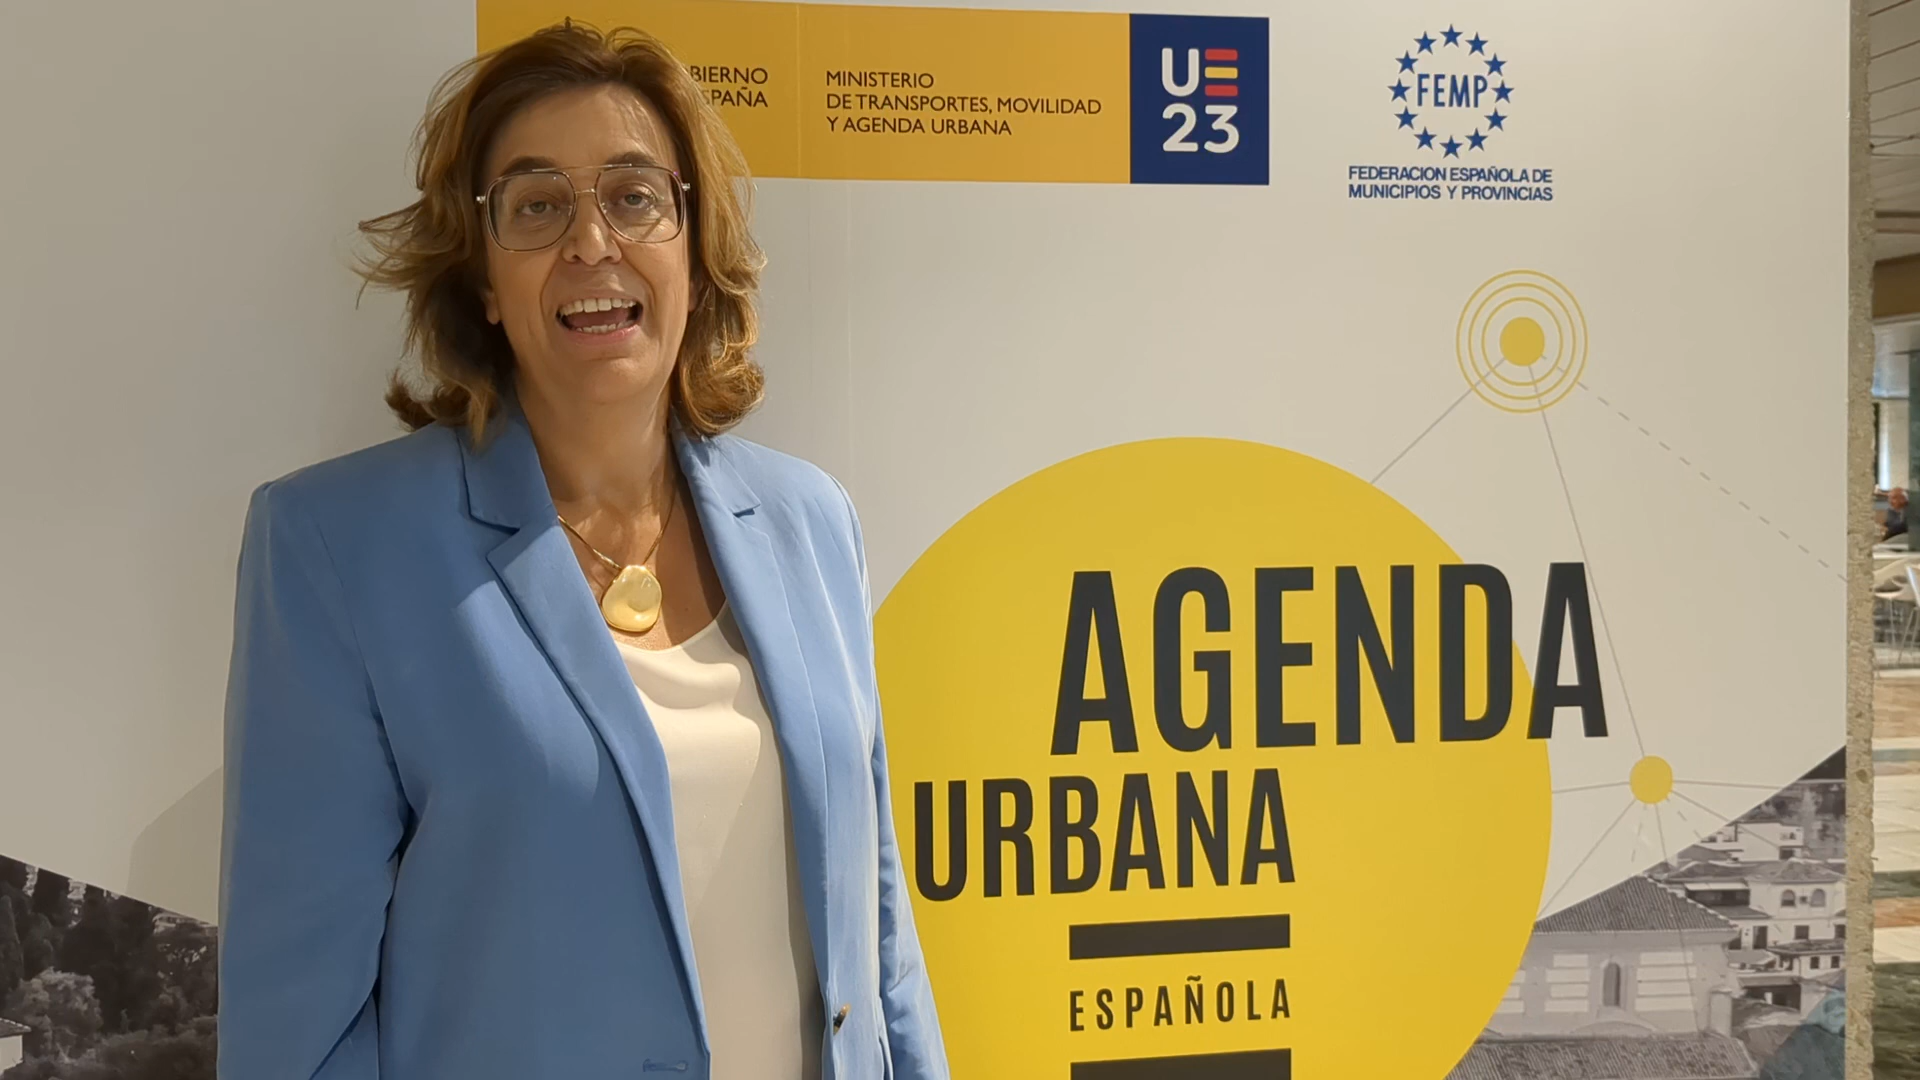 BIERNO
SPAÑA
MINISTERIO
DE TRANSPORTES, MOVILIDAD
Y AGENDA URBANA
UE
23
FEMP
FEDERACION ESPAÑOLA DE
MUNICIPIOS Y PROVINCIAS
AGENDA
URBANA
ESPAÑOLA